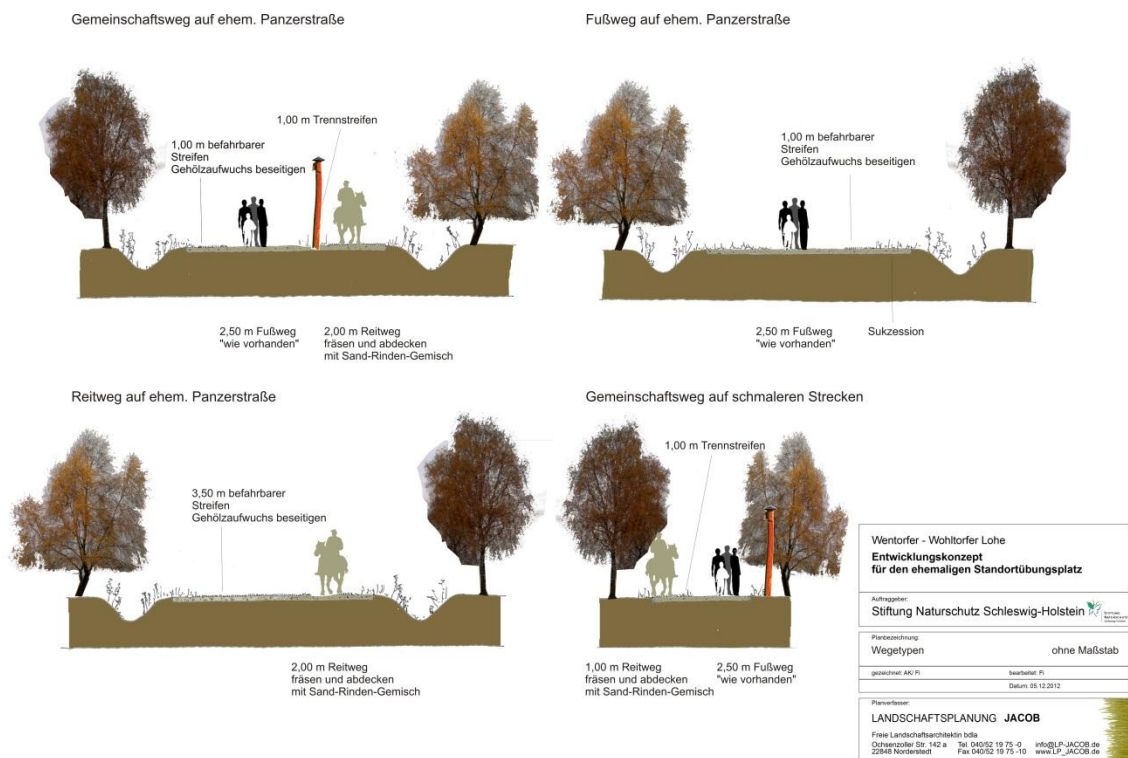 Gemeinschaftsweg auf ehem. Panzerstraße
1,00 m Trennstreifen
1,00 m befahrbarer
Streifen
Gehölzaufwuchs beseitigen
2,50 m Fußweg
"wie vorhanden"
2,00 m Reitweg
fräsen und abdecken
mit Sand-Rinden-Gemisch
Fußweg auf ehem. Panzerstraße
1,00 m befahrbarer
Streifen
Gehölzaufwuchs beseitigen
2,50 m Fußweg
"wie vorhanden"
Sukzession
Reitweg auf ehem. Panzerstraße
3,50 m befahrbarer
Streifen
Gehölzaufwuchs beseitigen
2,00 m Reitweg
fräsen und abdecken
mit Sand-Rinden-Gemisch
Gemeinschaftsweg auf schmaleren Strecken
1,00 m Trennstreifen
1,00 m Reitweg
fräsen und abdecken
mit Sand-Rinden-Gemisch
2,50 m Fußweg
"wie vorhanden"
Wentorfer - Wohltorfer Lohe
Entwicklungskonzept
für den ehemaligen Standortübungsplatz
Auftraggeber:
Stiftung Naturschutz Schleswig-Holstein
Planbezeichnung:
Wegetypen ohne Maßstab
gezeichnet: AK/ Fi bearbeitet: Fi
Datum: 05.12.2012
Planverfasser:
LANDSCHAFTSPLANUNG JACOB
Freie Landschaftsarchitektin bdla
Ochsenzoller Str. 142 a Tel. 040/52 19 75 -0 info@LP-JACOB.de
22848 Norderstedt Fax 040/52 19 75 -10 www.LP_JACOB.de